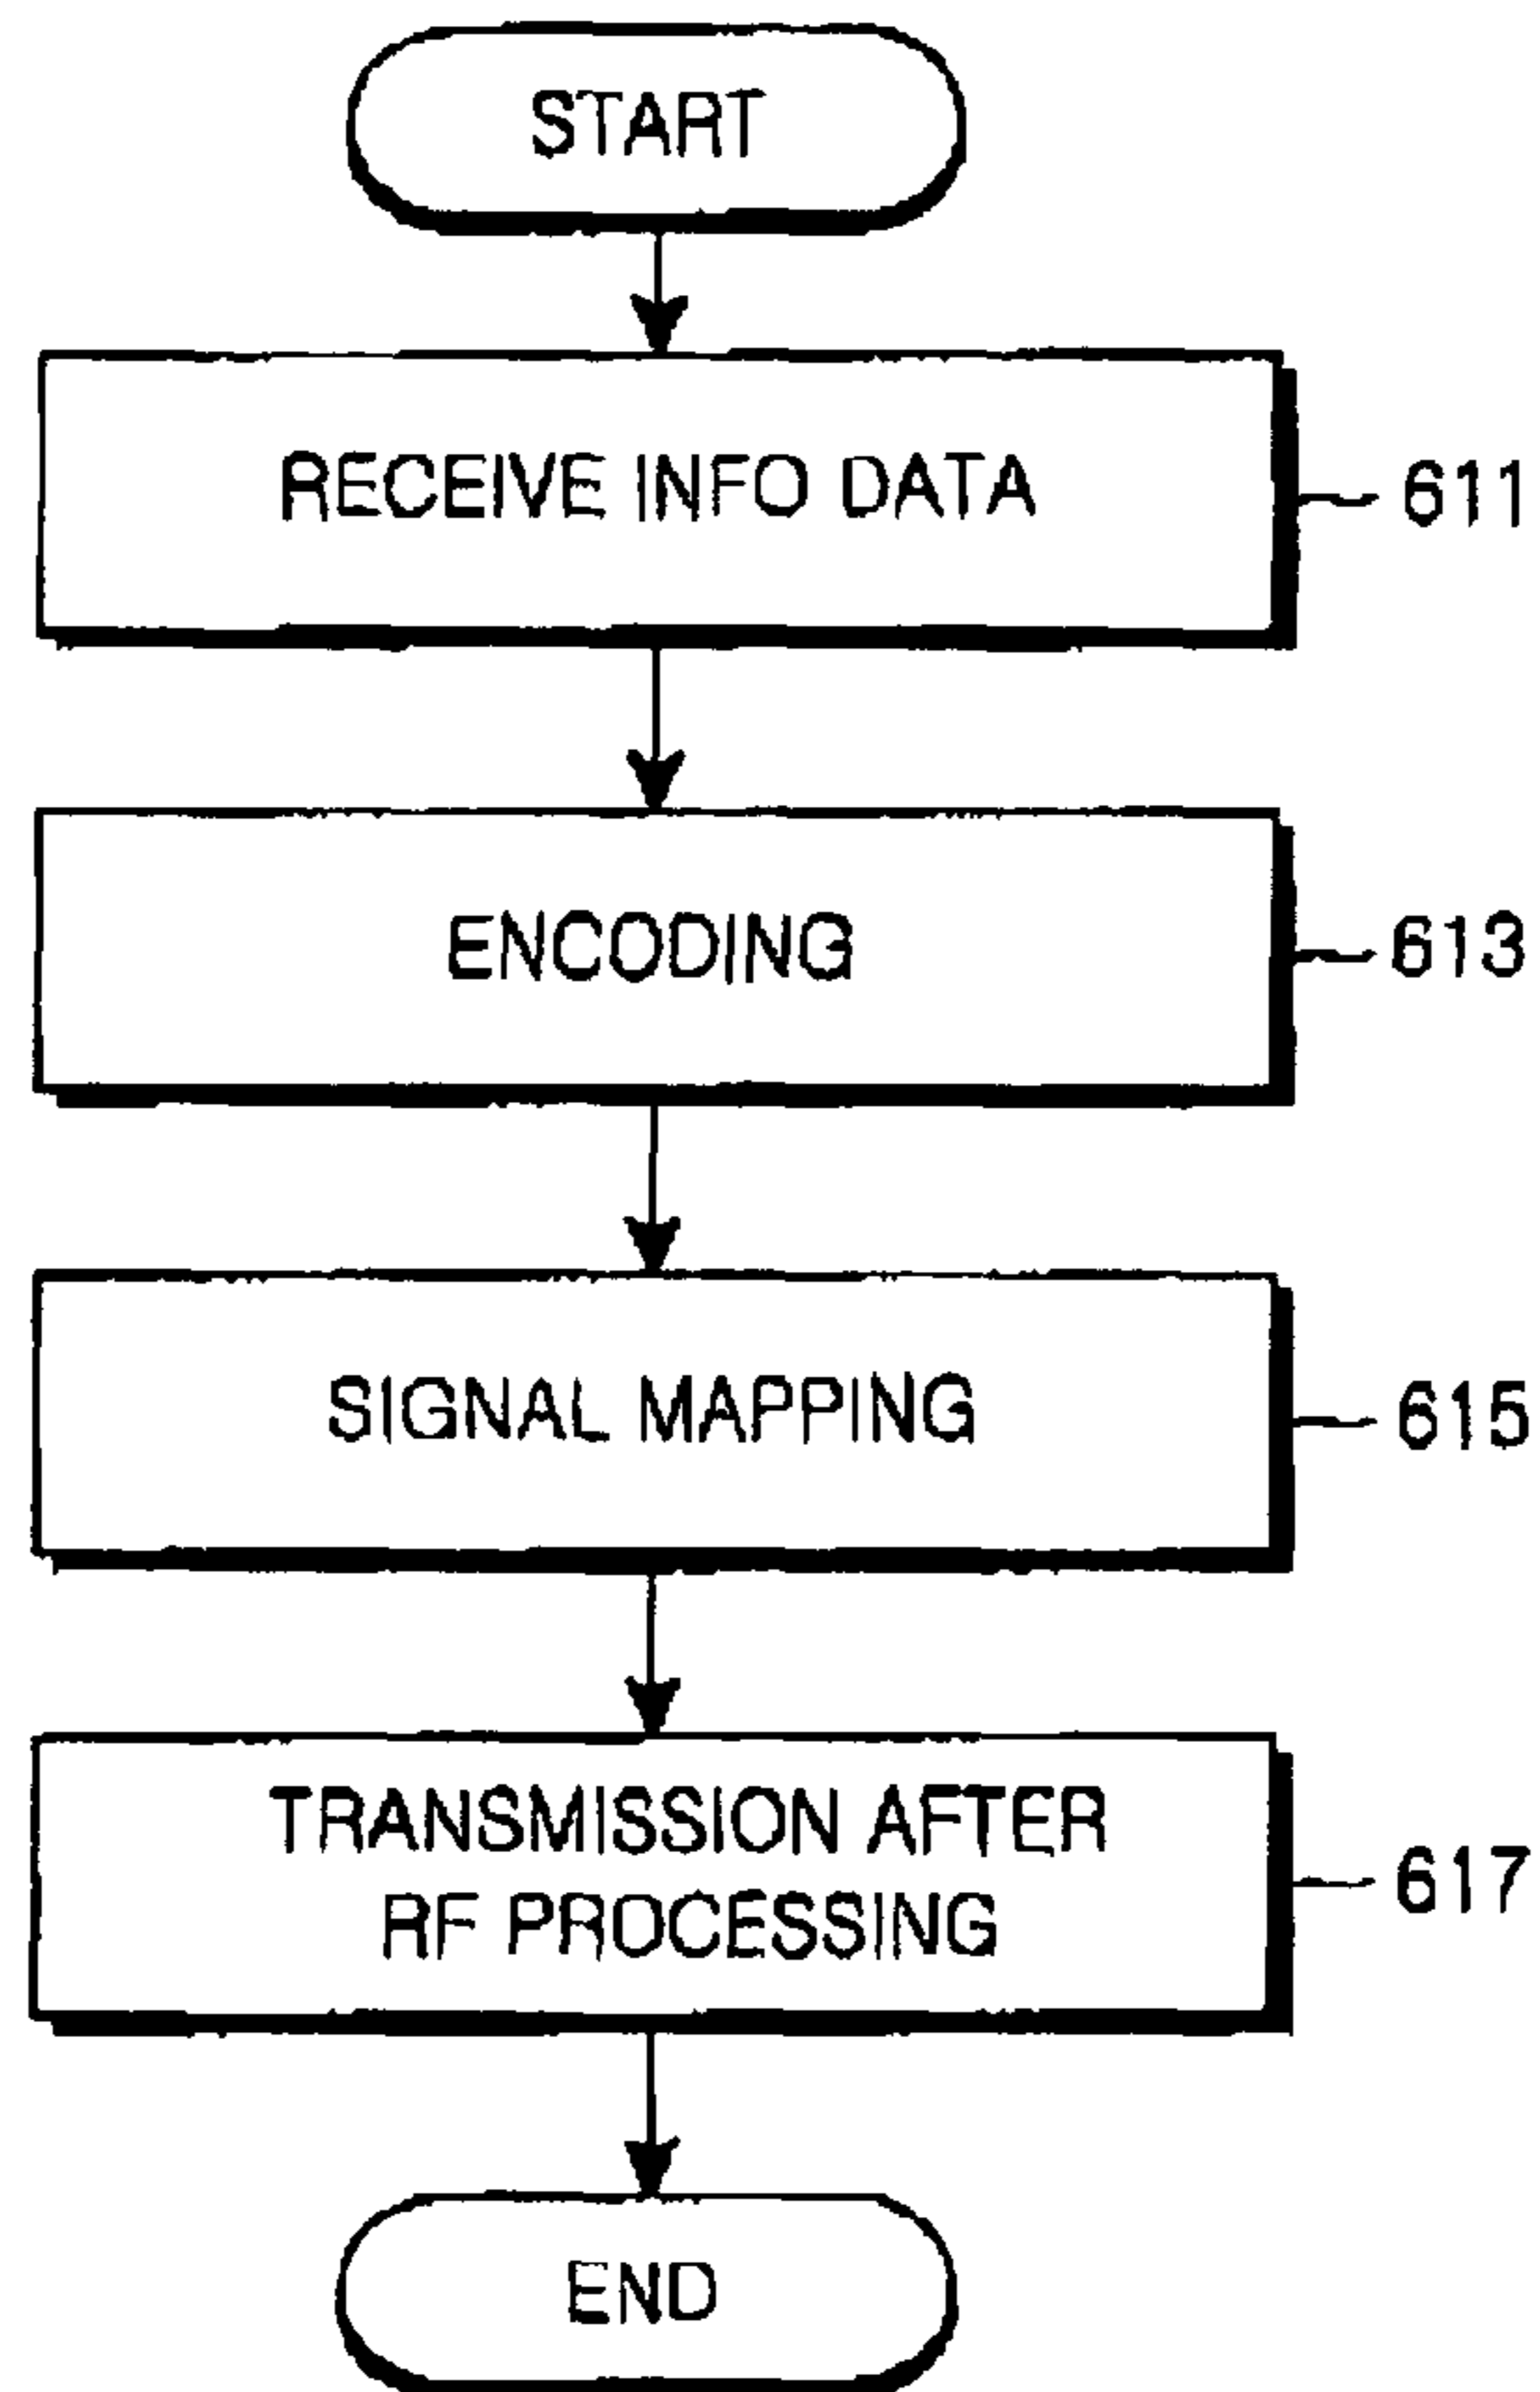 START
RECEIVE INFO DATA
611
ENCODING
613
SIGNAL MAPPING
615
TRANSMISSION AFTER
RF PROCESSING
617
END